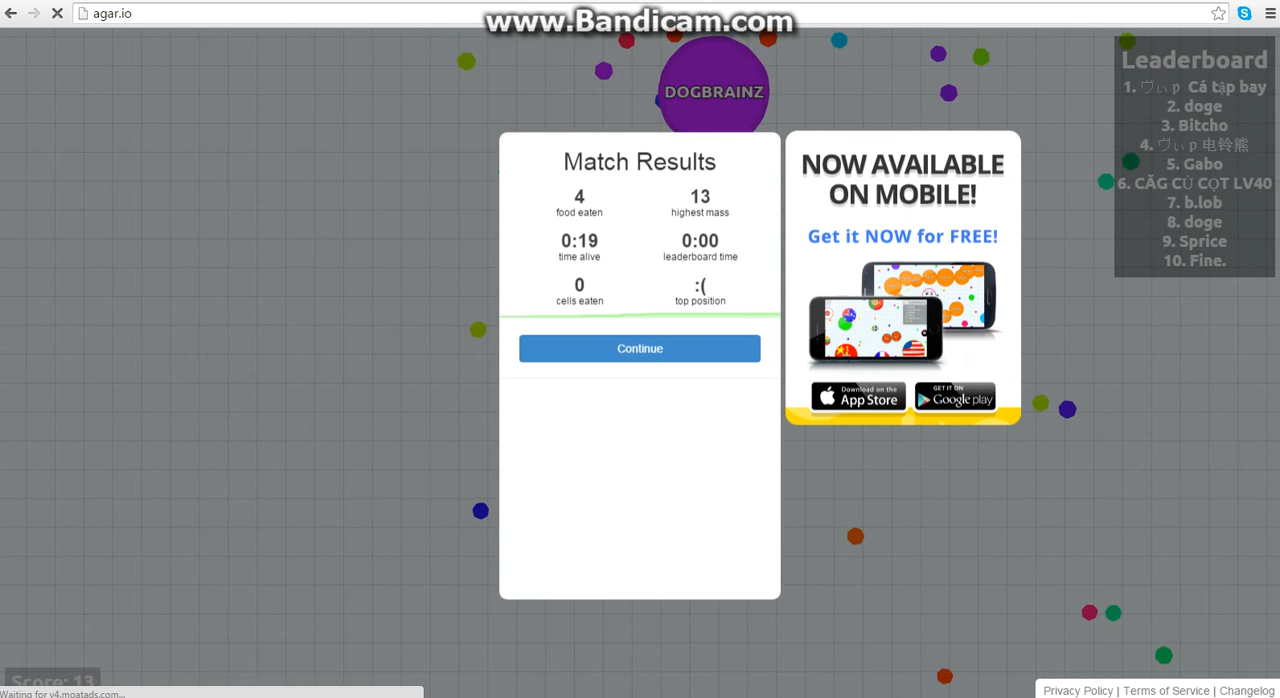 agar.io
www.Bandicam.com
DOGBRAINZ
Leaderboard
1. ヴぃp Cá tập bay
2. doge
3. Bitcho
4. ヴぃp 电铃熊
5. Gabo
6. CĂG CỦ CỌT LV40
7. b.lob
8. doge
9. Sprice
10. Fine.
Match Results
4
food eaten
13
highest mass
0:19
time alive
0:00
leaderboard time
0
cells eaten
:(
top position
Continue
NOW AVAILABLE
ON MOBILE!
Get it NOW for FREE!
Download on the
App Store
GET IT ON
Google play
Score: 13
Waiting for v4.moatads.com...
Privacy Policy | Terms of Service | Changelog